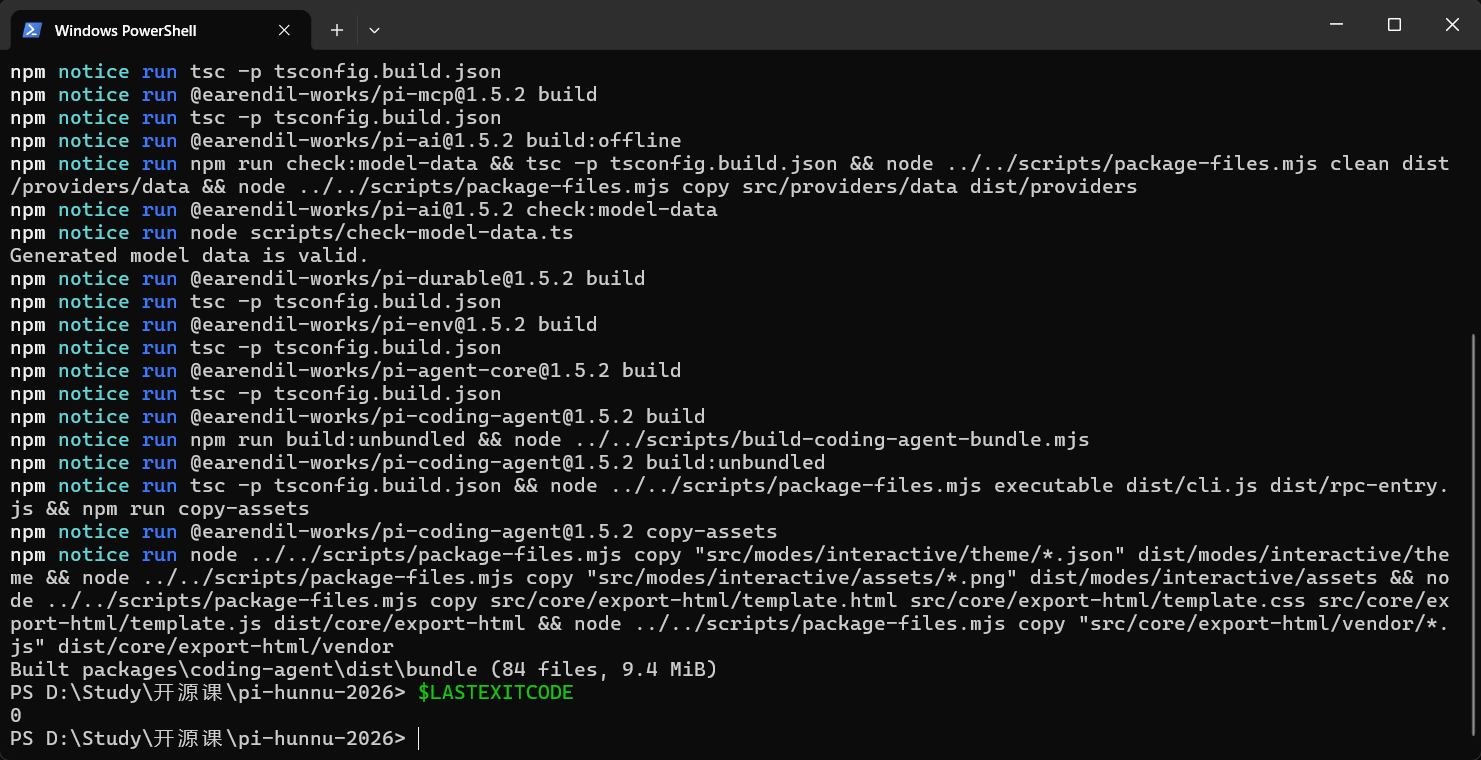 Windows PowerShell
npm notice run tsc -p tsconfig.build.json
npm notice run @earendil-works/pi-mcp@1.5.2 build
npm notice run tsc -p tsconfig.build.json
npm notice run @earendil-works/pi-ai@1.5.2 build:offline
npm notice run npm run check:model-data && tsc -p tsconfig.build.json && node ../../scripts/package-files.mjs clean dist
/providers/data && node ../../scripts/package-files.mjs copy src/providers/data dist/providers
npm notice run @earendil-works/pi-ai@1.5.2 check:model-data
npm notice run node scripts/check-model-data.ts
Generated model data is valid.
npm notice run @earendil-works/pi-durable@1.5.2 build
npm notice run tsc -p tsconfig.build.json
npm notice run @earendil-works/pi-env@1.5.2 build
npm notice run tsc -p tsconfig.build.json
npm notice run @earendil-works/pi-agent-core@1.5.2 build
npm notice run tsc -p tsconfig.build.json
npm notice run @earendil-works/pi-coding-agent@1.5.2 build
npm notice run npm run build:unbundled && node ../../scripts/build-coding-agent-bundle.mjs
npm notice run @earendil-works/pi-coding-agent@1.5.2 build:unbundled
npm notice run tsc -p tsconfig.build.json && node ../../scripts/package-files.mjs executable dist/cli.js dist/rpc-entry.
js && npm run copy-assets
npm notice run @earendil-works/pi-coding-agent@1.5.2 copy-assets
npm notice run node ../../scripts/package-files.mjs copy "src/modes/interactive/theme/*.json" dist/modes/interactive/the
me && node ../../scripts/package-files.mjs copy "src/modes/interactive/assets/*.png" dist/modes/interactive/assets && no
de ../../scripts/package-files.mjs copy src/core/export-html/template.html src/core/export-html/template.css src/core/ex
port-html/template.js dist/core/export-html && node ../../scripts/package-files.mjs copy "src/core/export-html/vendor/*.
js" dist/core/export-html/vendor
Built packages\coding-agent\dist\bundle (84 files, 9.4 MiB)
PS D:\Study\开源课\pi-hunnu-2026> $LASTEXITCODE
0
PS D:\Study\开源课\pi-hunnu-2026>